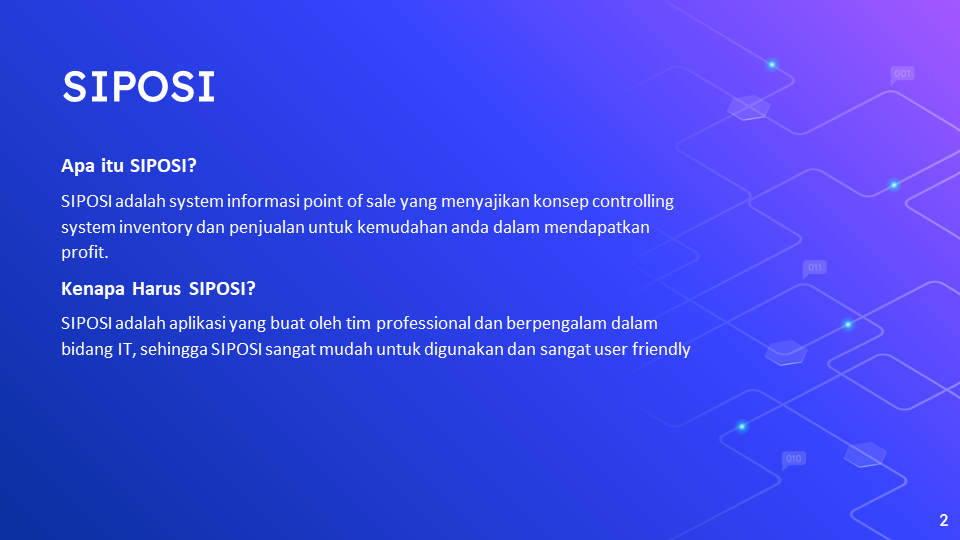 SIPOSI
001
Apa itu SIPOSI?
SIPOSI adalah system informasi point of sale yang menyajikan konsep controlling
system inventory dan penjualan untuk kemudahan anda dalam mendapatkan
profit.
011
Kenapa Harus SIPOSI?
SIPOSI adalah aplikasi yang buat oleh tim professional dan berpengalam dalam
bidang IT, sehingga SIPOSI sangat mudah untuk digunakan dan sangat user friendly
010
2